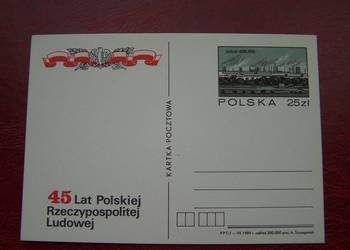 POLSKA 25zł
KARTKA POCZTOWA
45 Lat Polskiej
Rzeczypospolitej
Ludowej